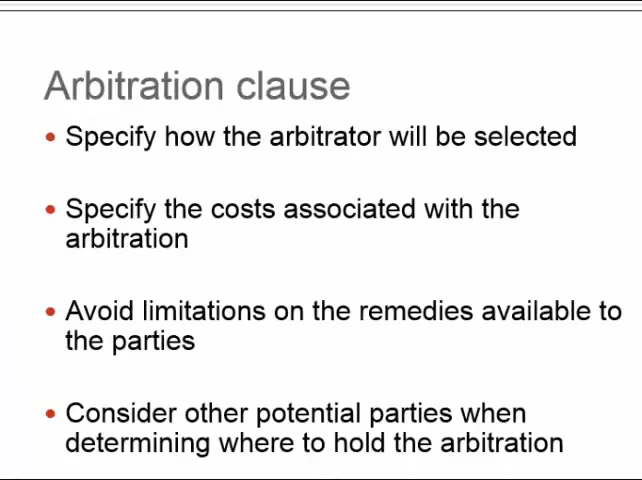 Arbitration clause
• Specify how the arbitrator will be selected
• Specify the costs associated with the
arbitration
• Avoid limitations on the remedies available to
the parties
• Consider other potential parties when
determining where to hold the arbitration